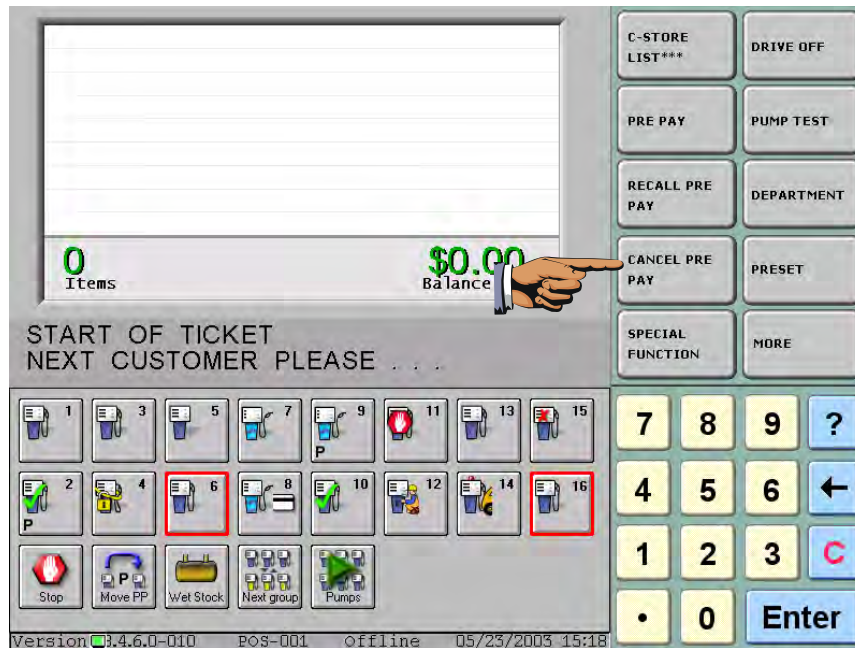 C-STORE
LIST***
DRIVE OFF
PRE PAY
PUMP TEST
RECALL PRE
PAY
DEPARTMENT
CANCEL PRE
PAY
PRESET
SPECIAL
FUNCTION
MORE
0
Items
$0.00
Balance
START OF TICKET
NEXT CUSTOMER PLEASE . . .
1 3 5 7 9 11 13 15
P
2 4 6 8 10 12 14 16
P
Stop
P
Move PP
Wet Stock
Next group
Pumps
7 8 9 ?
4 5 6 ←
1 2 3 C
• 0 Enter
Version 3.4.6.0-010 POS-001 Offline 05/23/2003 15:18